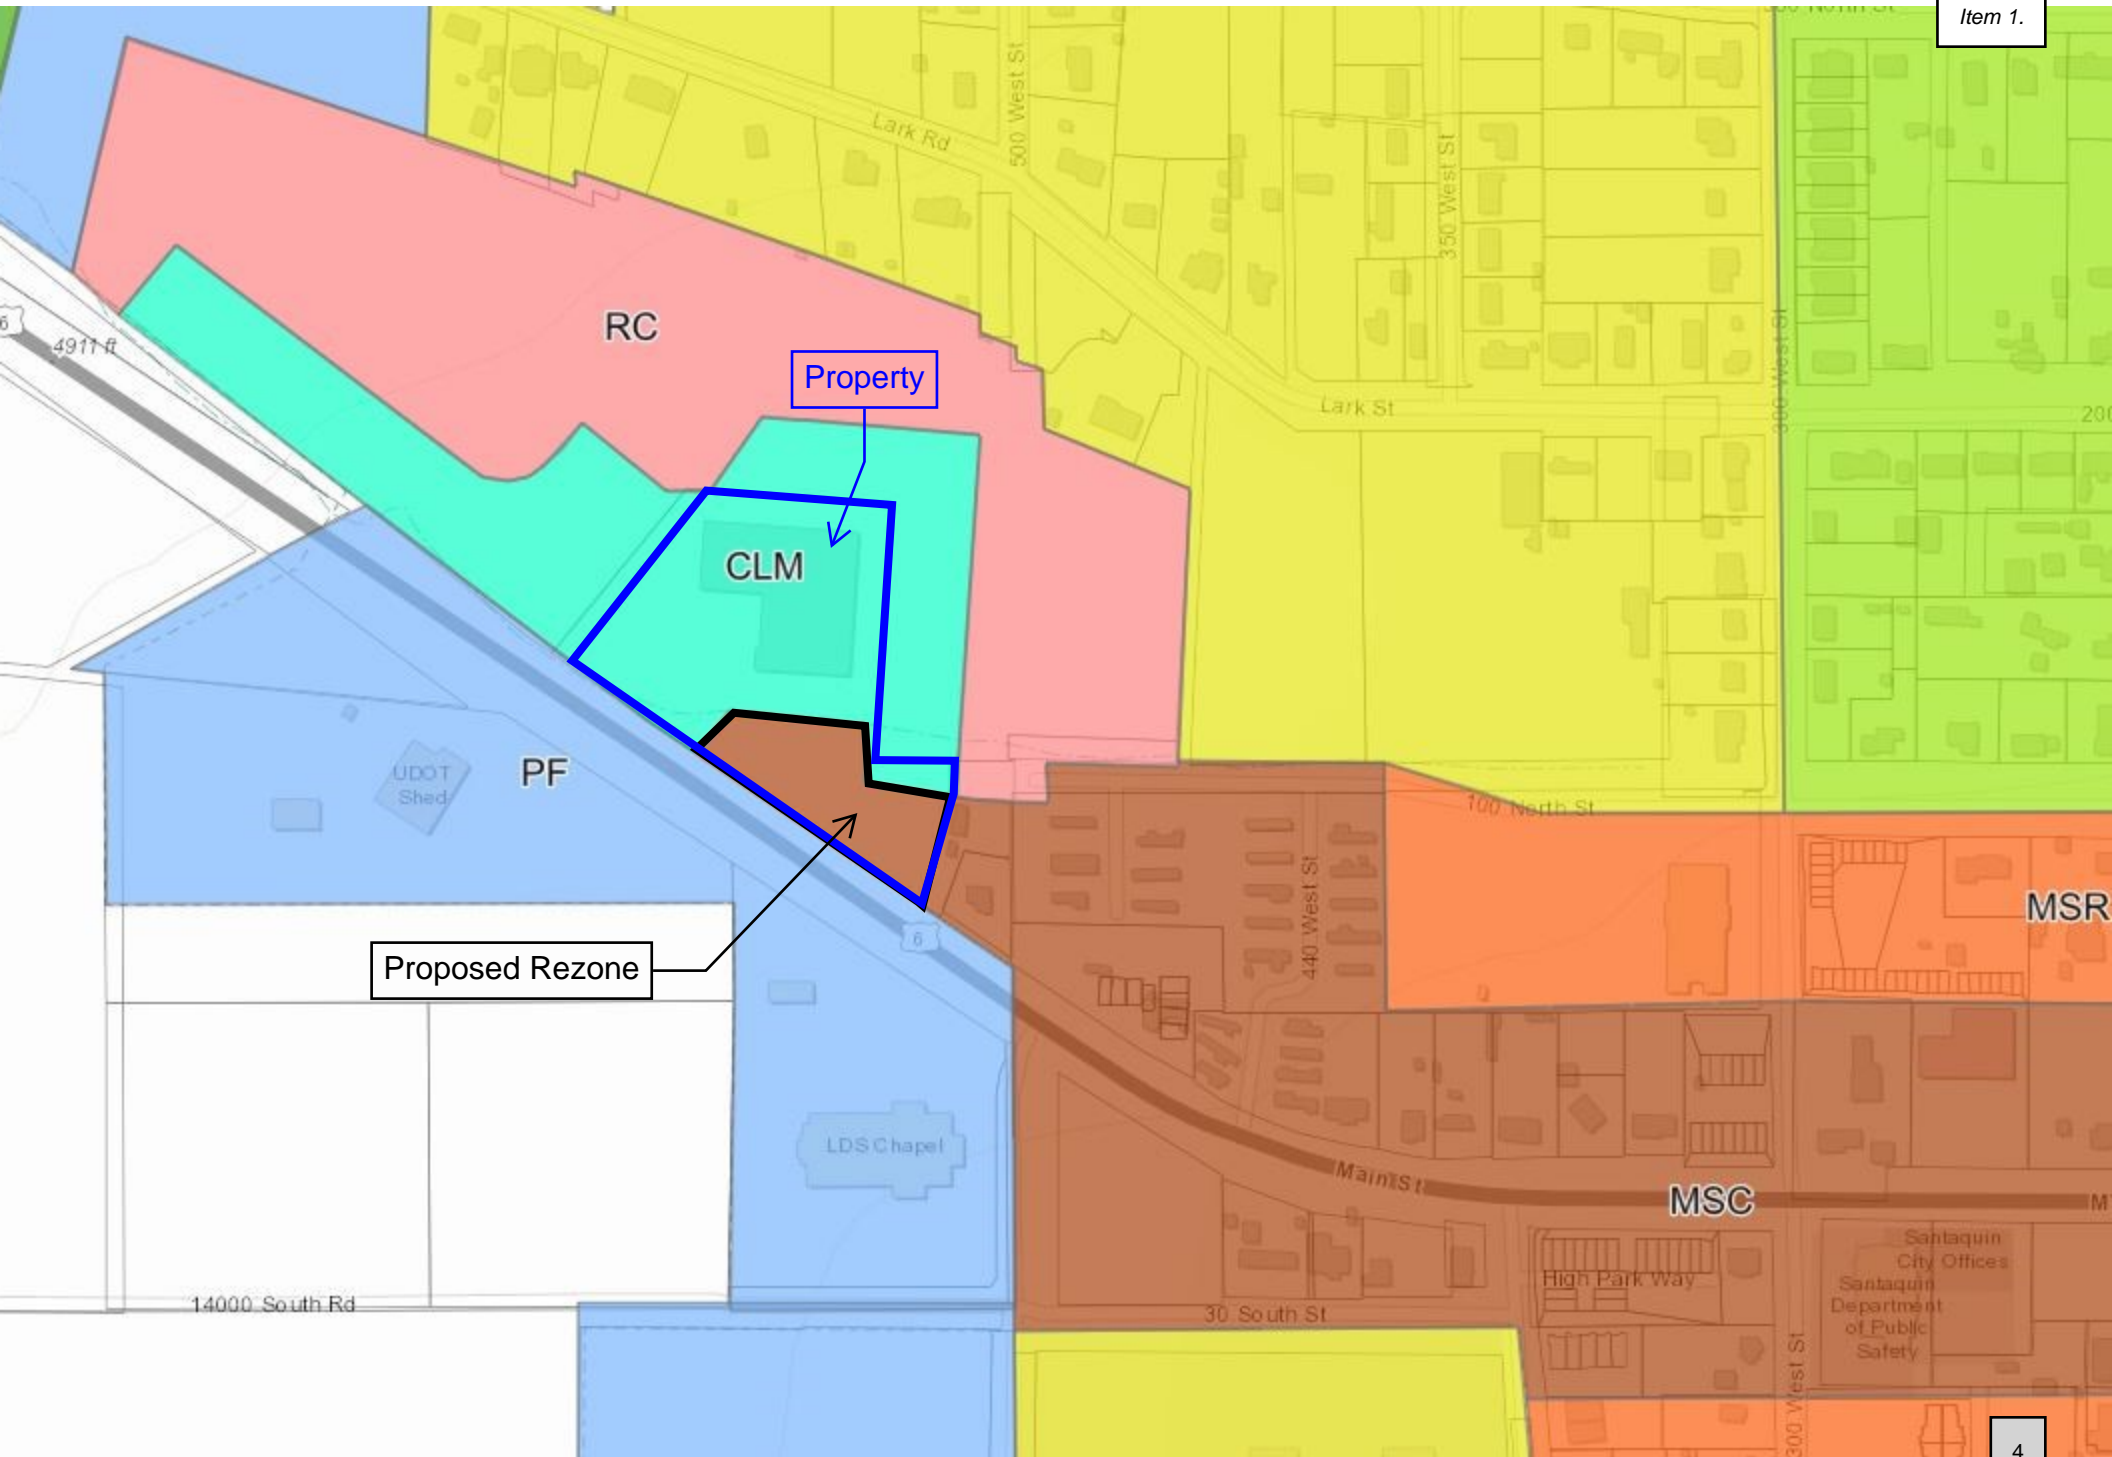 Item 1.
Lark Rd
500 West St
350 West St
RC
6
4911 ft
Property
Lark St
300 West St
CLM
UDOT
Shed
PF
100 North St
440 West St
MSR
6
Proposed Rezone
LDS Chapel
Main St
MSC
Santaquin
City Offices
High Park Way
Santaquin
Department
of Public
Safety
14000 South Rd
30 South St
300 West St
4